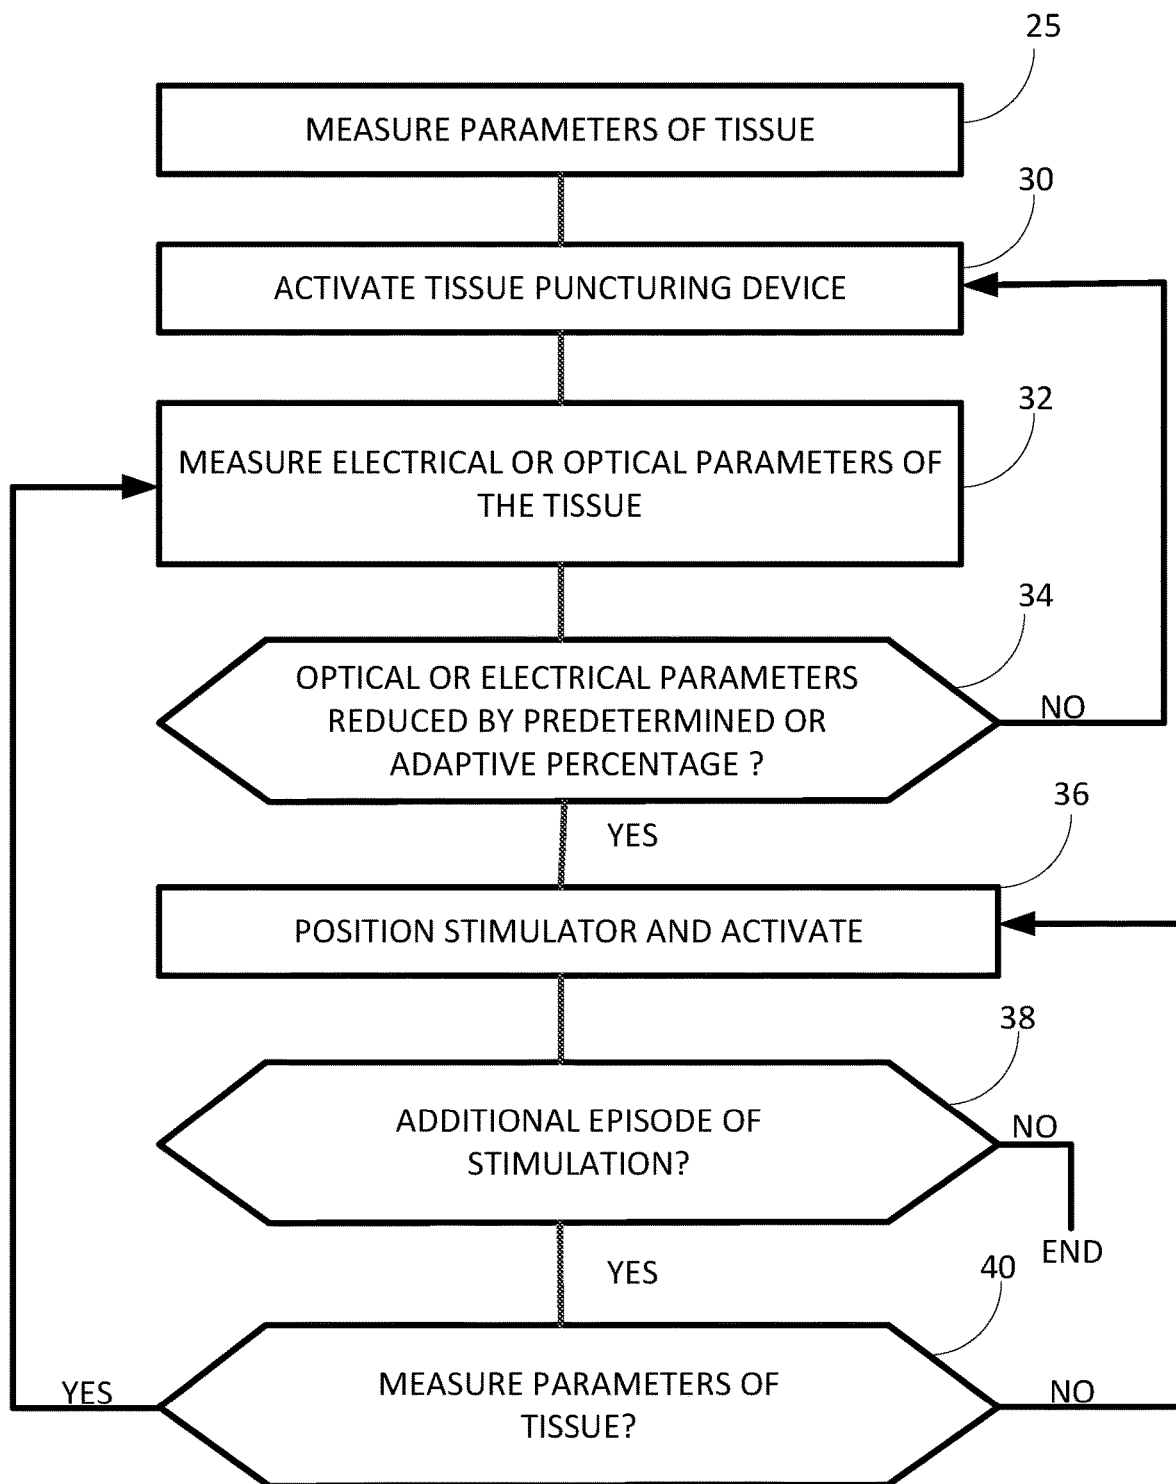 25
MEASURE PARAMETERS OF TISSUE
30
ACTIVATE TISSUE PUNCTURING DEVICE
32
MEASURE ELECTRICAL OR OPTICAL PARAMETERS OF
THE TISSUE
34
OPTICAL OR ELECTRICAL PARAMETERS
REDUCED BY PREDETERMINED OR
ADAPTIVE PERCENTAGE ?
NO
YES
36
POSITION STIMULATOR AND ACTIVATE
38
ADDITIONAL EPISODE OF
STIMULATION?
NO
END
YES
40
MEASURE PARAMETERS OF
TISSUE?
YES
NO